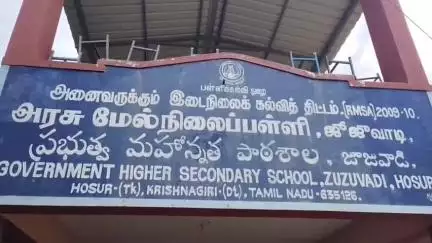 பள்ளிக்கல்வி துறை
அனைவருக்கும் இடைநிலைக் கல்வித் திட்டம்,(RMSA)2009-10.
அரசு மேல்நிலைப்பள்ளி, ஜுஜுவாடி,
ప్రభుత్వ మహోన్నత పాఠశాల, జూజువాడి,
GOVERNMENT HIGHER SECONDARY SCHOOL,ZUZUVADI, HOSUR
HOSUR-(TK), KRISHNAGIRI-(Dt), TAMIL NADU-635126.